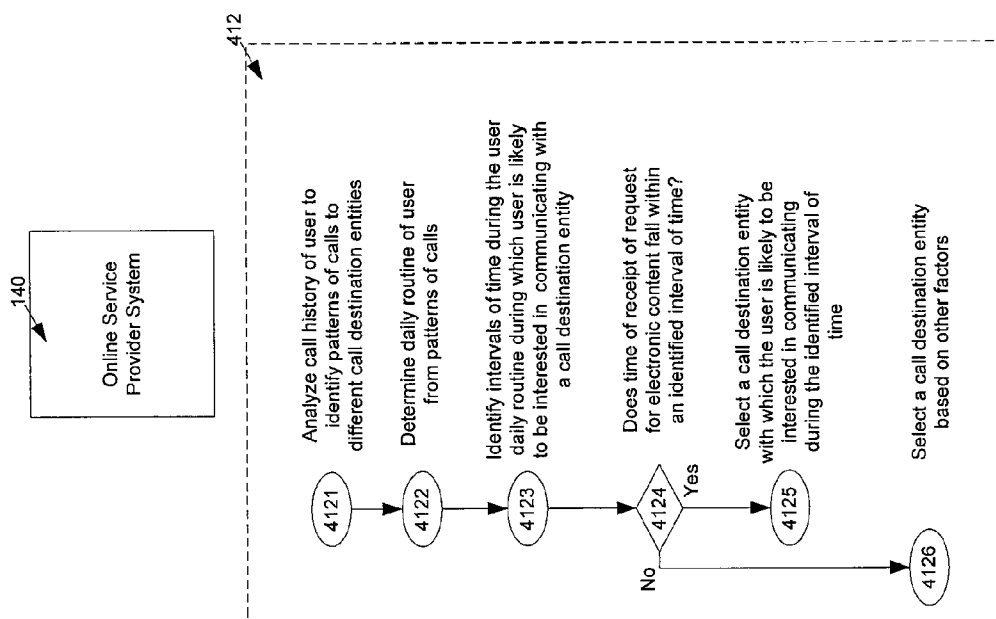 140
Online Service
Provider System
412
4121
Analyze call history of user to
identify patterns of calls to
different call destination entities
4122
Determine daily routine of user
from patterns of calls
4123
Identify intervals of time during the user
daily routine during which user is likely
to be interested in communicating with
a call destination entity
4124
Does time of receipt of request
for electronic content fall within
an identified interval of time?
No
Yes
4125
Select a call destination entity
with which the user is likely to be
interested in communicating
during the identified interval of
time
4126
Select a call destination entity
based on other factors